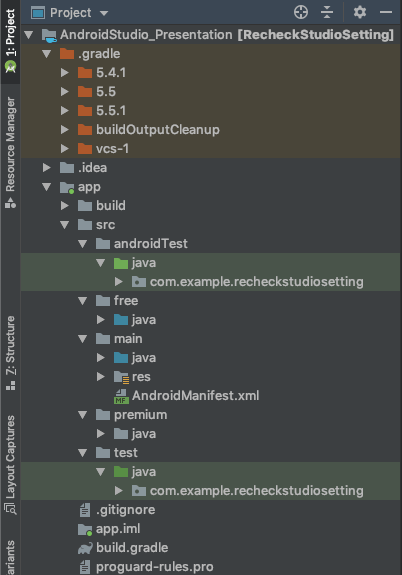 Project
AndroidStudio_Presentation [RecheckStudioSetting]
.gradle
5.4.1
5.5
5.5.1
buildOutputCleanup
vcs-1
.idea
app
build
src
androidTest
java
com.example.recheckstudiosetting
free
java
main
java
res
AndroidManifest.xml
premium
java
test
java
com.example.recheckstudiosetting
.gitignore
app.iml
build.gradle
proguard-rules.pro
1: Project
Resource Manager
Z: Structure
Layout Captures
ariants
MF